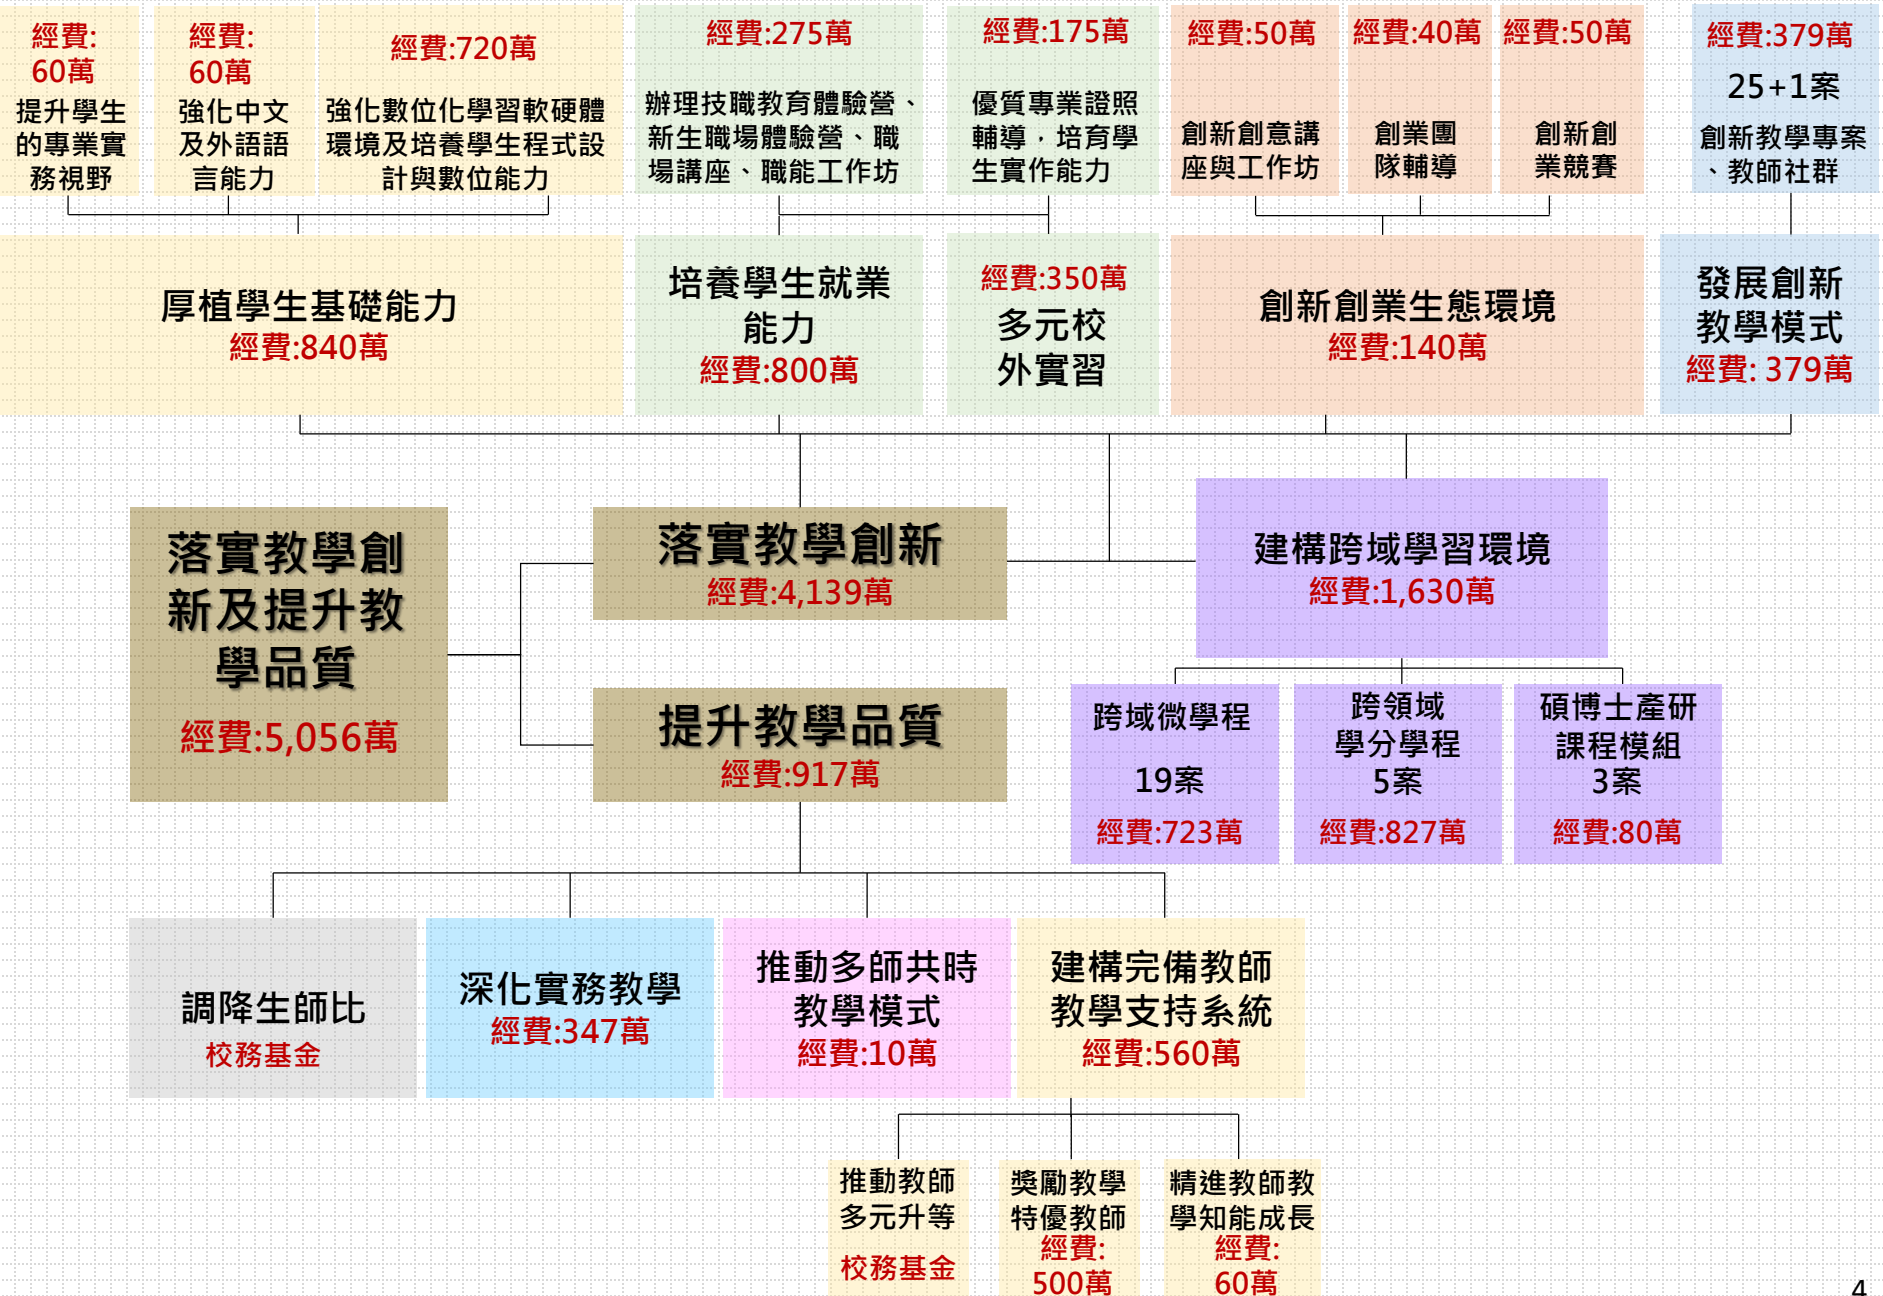 經費:
60萬
提升學生
的專業實
務視野
經費:
60萬
強化中文
及外語語
言能力
經費:720萬
強化數位化學習軟硬體
環境及培養學生程式設
計與數位能力
經費:275萬
辦理技職教育體驗營、
新生職場體驗營、職
場講座、職能工作坊
經費:175萬
優質專業證照
輔導，培育學
生實作能力
經費:50萬
創新創意講
座與工作坊
經費:40萬
創業團
隊輔導
經費:50萬
創新創
業競賽
經費:379萬
25+1案
創新教學專案
、教師社群
厚植學生基礎能力
經費:840萬
培養學生就業
能力
經費:800萬
經費:350萬
多元校
外實習
創新創業生態環境
經費:140萬
發展創新
教學模式
經費: 379萬
落實教學創
新及提升教
學品質
經費:5,056萬
落實教學創新
經費:4,139萬
建構跨域學習環境
經費:1,630萬
提升教學品質
經費:917萬
跨域微學程
19案
經費:723萬
跨領域
學分學程
5案
經費:827萬
碩博士產研
課程模組
3案
經費:80萬
調降生師比
校務基金
深化實務教學
經費:347萬
推動多師共時
教學模式
經費:10萬
建構完備教師
教學支持系統
經費:560萬
推動教師
多元升等
校務基金
獎勵教學
特優教師
經費:
500萬
精進教師教
學知能成長
經費:
60萬
4